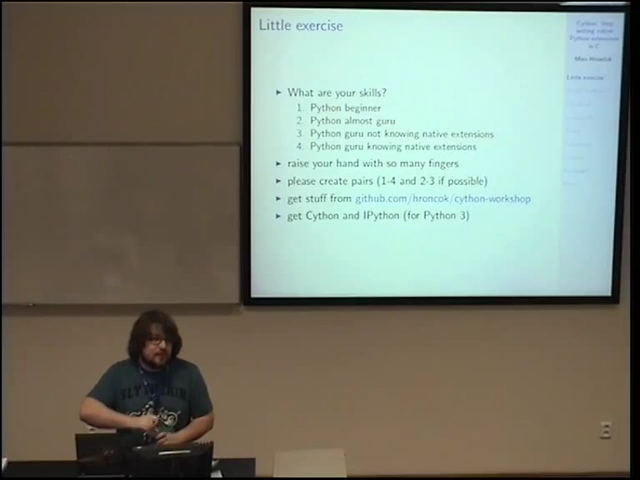 Little exercise
▶ What are your skills?
1. Python beginner
2. Python almost guru
3. Python guru not knowing native extensions
4. Python guru knowing native extensions
▶ raise your hand with so many fingers
▶ please create pairs (1-4 and 2-3 if possible)
▶ get stuff from github.com/hroncok/cython-workshop
▶ get Cython and IPython (for Python 3)
Python extensions
in C
Little exercise